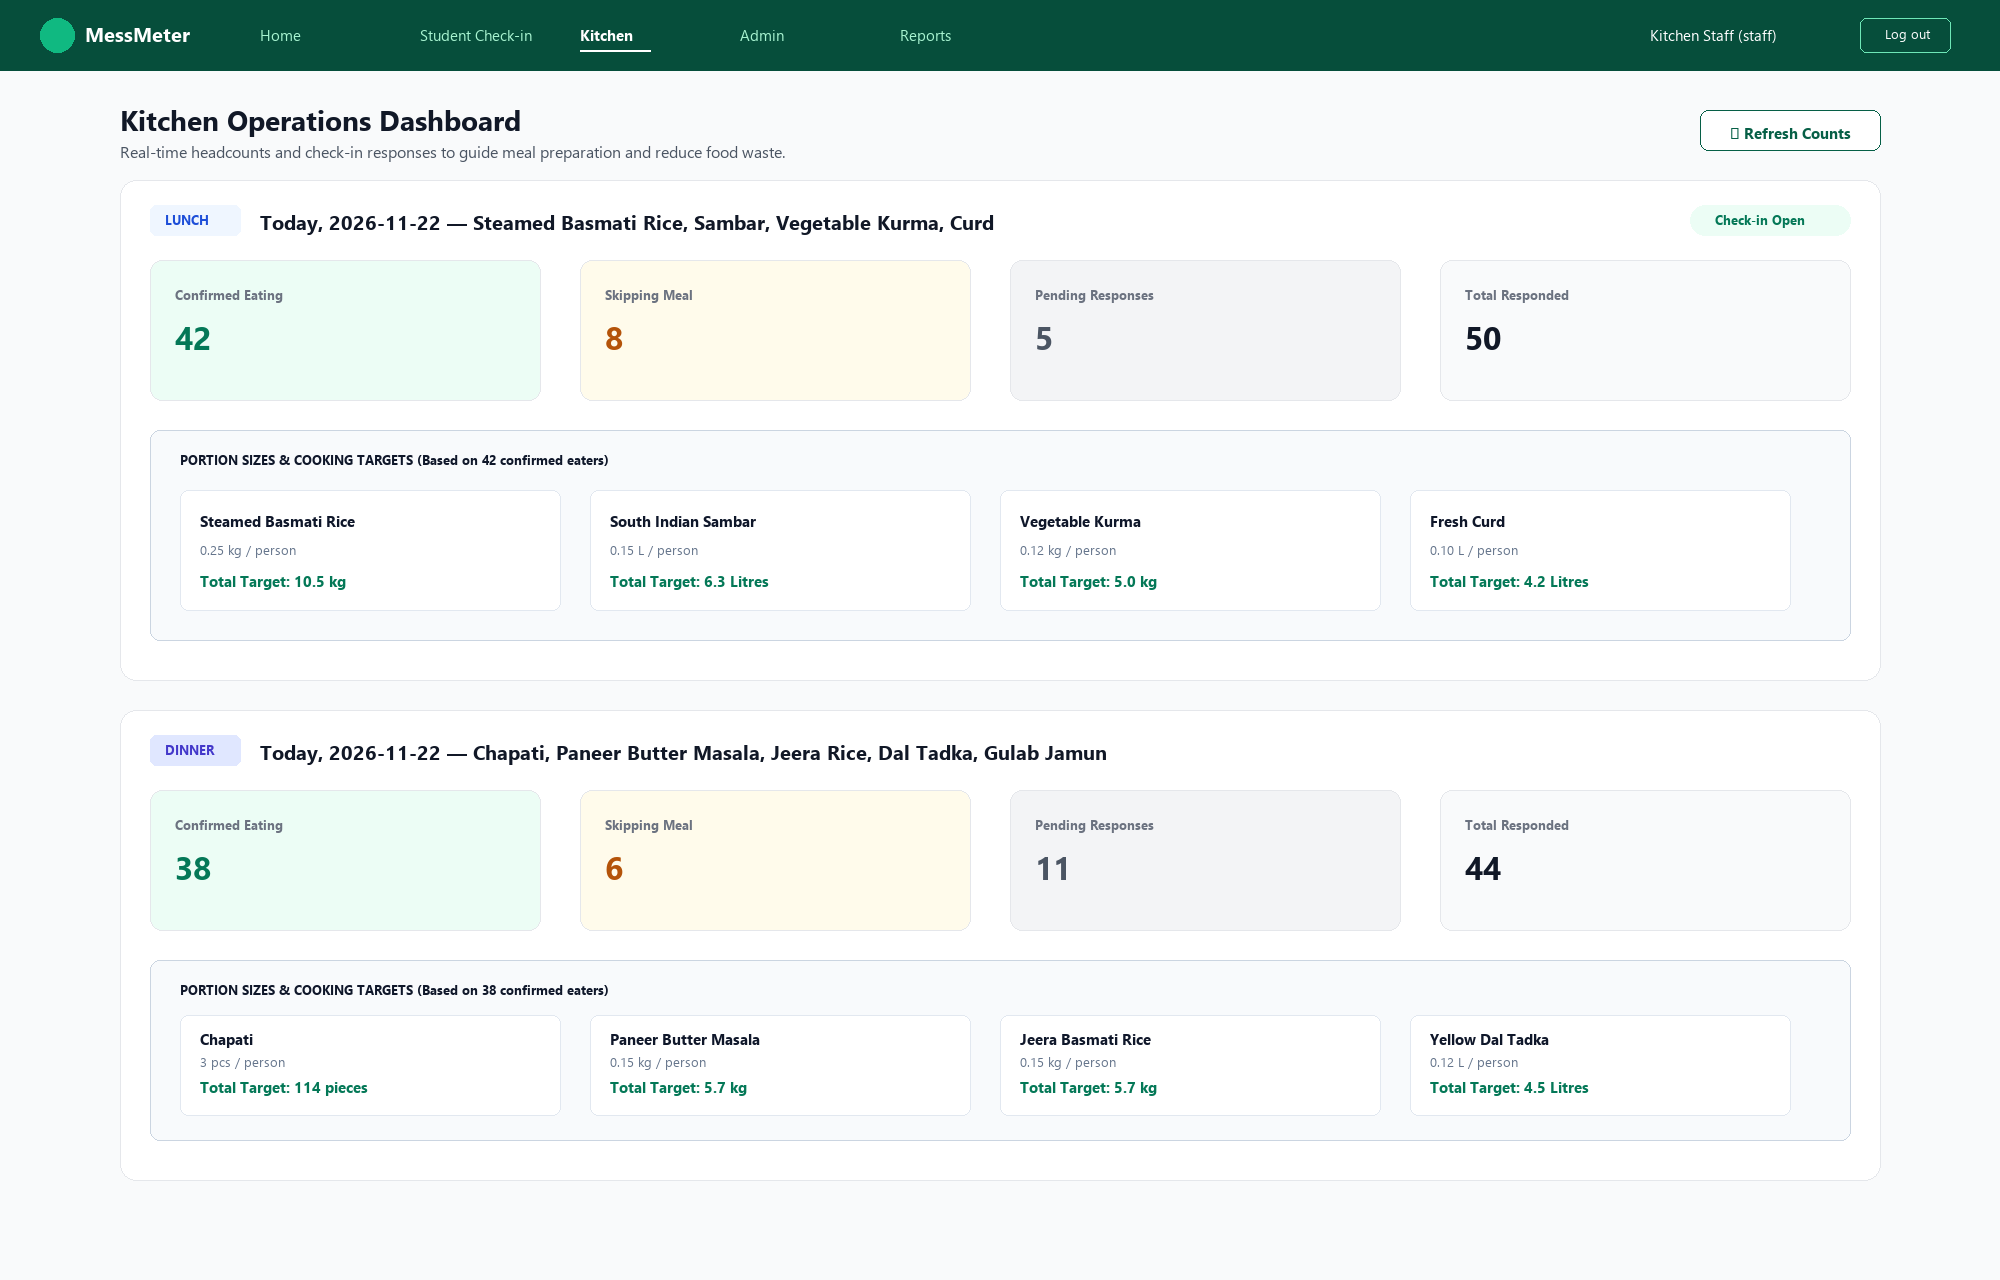 MessMeter
Home
Student Check-in
Kitchen
Admin
Reports
Kitchen Staff (staff)
Log out
Kitchen Operations Dashboard
Real-time headcounts and check-in responses to guide meal preparation and reduce food waste.
Refresh Counts
LUNCH
Today, 2026-11-22 — Steamed Basmati Rice, Sambar, Vegetable Kurma, Curd
Check-in Open
Confirmed Eating
42
Skipping Meal
8
Pending Responses
5
Total Responded
50
PORTION SIZES & COOKING TARGETS (Based on 42 confirmed eaters)
Steamed Basmati Rice
0.25 kg / person
Total Target: 10.5 kg
South Indian Sambar
0.15 L / person
Total Target: 6.3 Litres
Vegetable Kurma
0.12 kg / person
Total Target: 5.0 kg
Fresh Curd
0.10 L / person
Total Target: 4.2 Litres
DINNER
Today, 2026-11-22 — Chapati, Paneer Butter Masala, Jeera Rice, Dal Tadka, Gulab Jamun
Confirmed Eating
38
Skipping Meal
6
Pending Responses
11
Total Responded
44
PORTION SIZES & COOKING TARGETS (Based on 38 confirmed eaters)
Chapati
3 pcs / person
Total Target: 114 pieces
Paneer Butter Masala
0.15 kg / person
Total Target: 5.7 kg
Jeera Basmati Rice
0.15 kg / person
Total Target: 5.7 kg
Yellow Dal Tadka
0.12 L / person
Total Target: 4.5 Litres